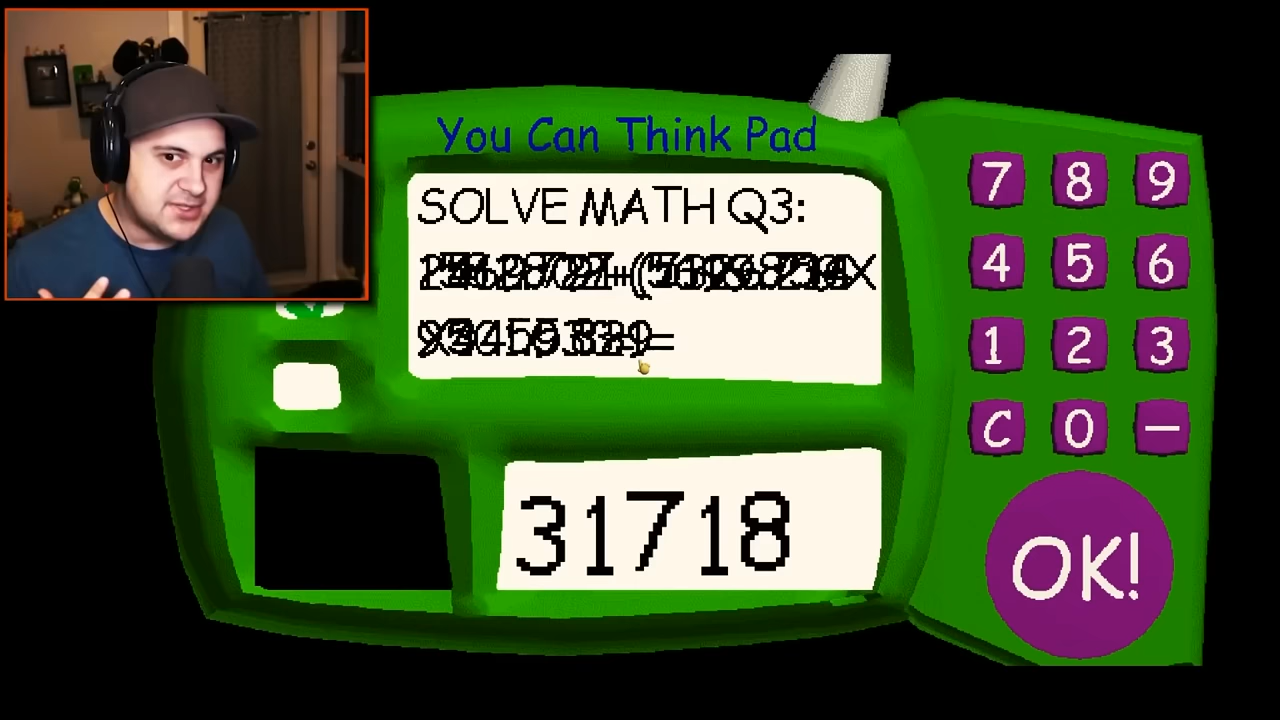 You Can Think Pad
SOLVE MATH Q3:
31718
7 8 9
4 5 6
1 2 3
C 0 −
OK!